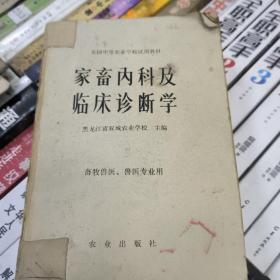 全国中等农业学校试用教材
家畜内科及
临床诊断学
黑龙江省双城农业学校 主编
畜牧兽医、兽医专业用
农业出版社